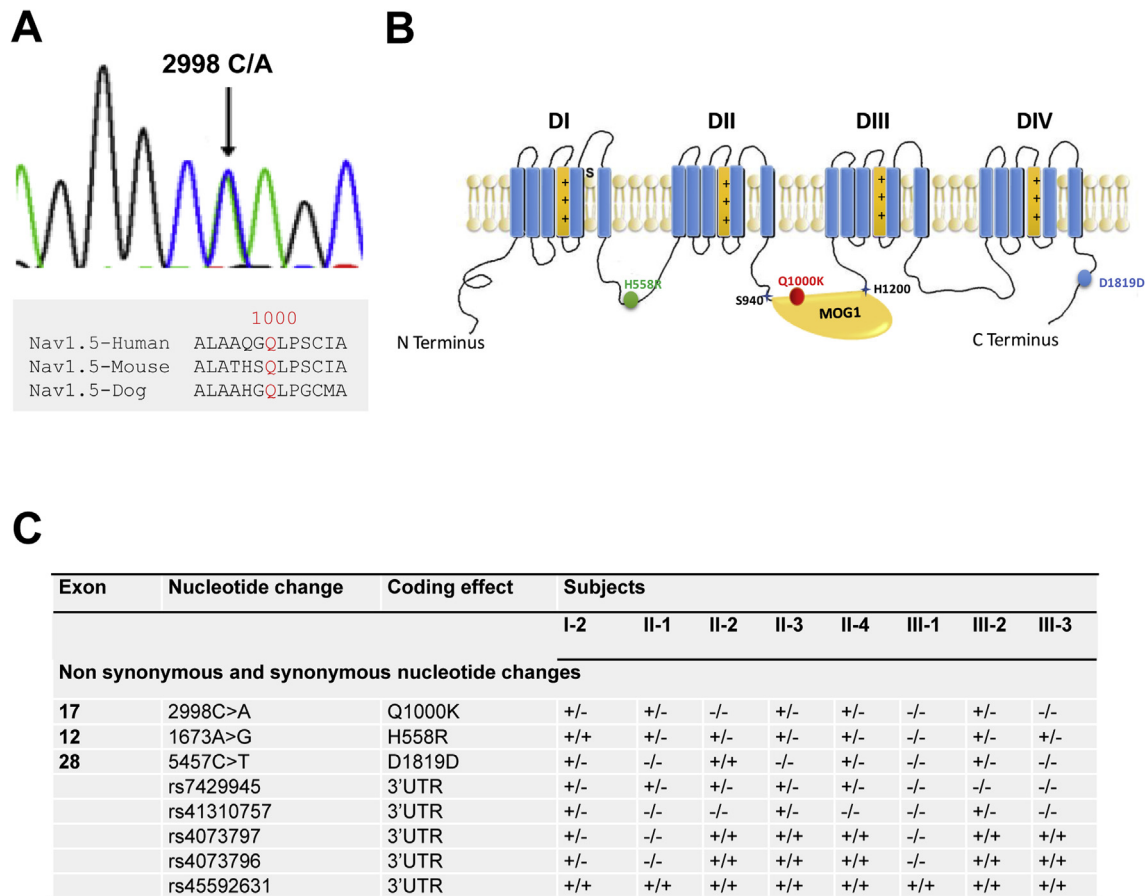 A
2998 C/A
1000
Nav1.5-Human ALAAQGQLPSCIA
Nav1.5-Mouse ALATHSQLPSCIA
Nav1.5-Dog ALAAHGQLPGCMA
B
DI DII DIII DIV
S
+ + + +
+ + + +
+ + + +
H558R
Q1000K
S940
H1200
MOG1
D1819D
N Terminus
C Terminus
C
Exon Nucleotide change Coding effect Subjects
I-2 II-1 II-2 II-3 II-4 III-1 III-2 III-3
Non synonymous and synonymous nucleotide changes
17 2998C>A Q1000K +/- +/- -/- +/- +/- -/- +/- -/-
12 1673A>G H558R +/+ +/- +/- +/- +/- -/- +/- +/-
28 5457C>T D1819D +/- -/- +/+ -/- +/- -/- +/- -/-
rs7429945 3'UTR +/- +/- +/- +/- +/- -/- -/- -/-
rs41310757 3'UTR +/- -/- -/- +/- -/- -/- +/- -/-
rs4073797 3'UTR +/- -/- +/+ +/+ +/+ -/- +/+ +/+
rs4073796 3'UTR +/- -/- +/+ +/+ +/+ -/- +/+ +/+
rs45592631 3'UTR +/+ +/+ +/+ +/+ +/+ +/+ +/+ +/+